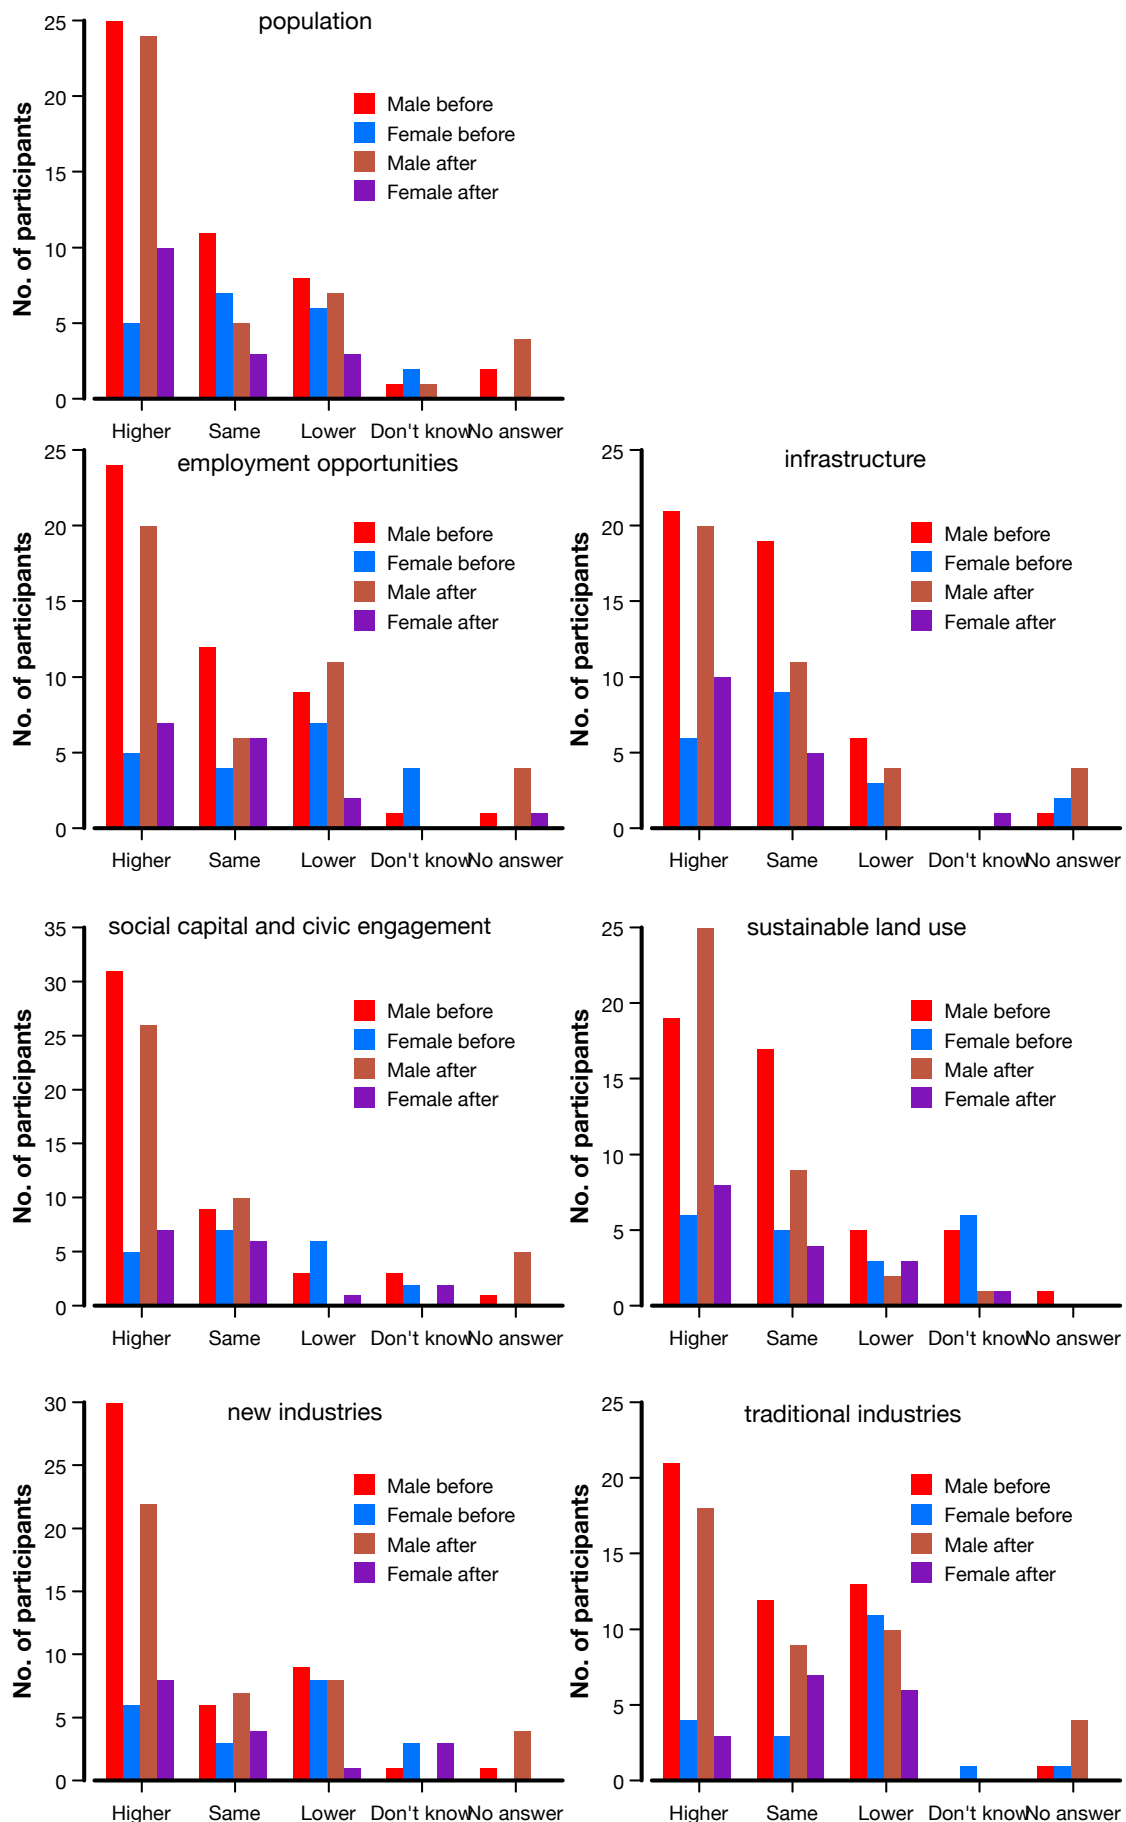 population
No. of participants
25
20
15
10
5
0
Male before
Female before
Male after
Female after
Higher Same Lower Don't know No answer
employment opportunities
No. of participants
25
20
15
10
5
0
Male before
Female before
Male after
Female after
Higher Same Lower Don't know No answer
infrastructure
No. of participants
25
20
15
10
5
0
Male before
Female before
Male after
Female after
Higher Same Lower Don't know No answer
social capital and civic engagement
No. of participants
35
30
25
20
15
10
5
0
Male before
Female before
Male after
Female after
Higher Same Lower Don't know No answer
sustainable land use
No. of participants
25
20
15
10
5
0
Male before
Female before
Male after
Female after
Higher Same Lower Don't know No answer
new industries
No. of participants
30
25
20
15
10
5
0
Male before
Female before
Male after
Female after
Higher Same Lower Don't know No answer
traditional industries
No. of participants
25
20
15
10
5
0
Male before
Female before
Male after
Female after
Higher Same Lower Don't know No answer